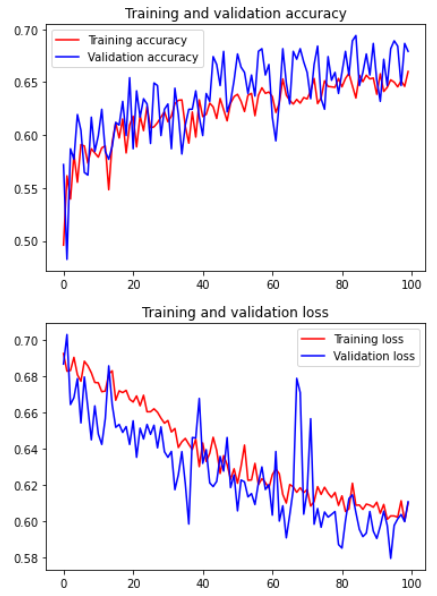 Training and validation accuracy
0.70
Training accuracy
Validation accuracy
0.65
0.60
0.55
0.50
0 20 40 60 80 100
Training and validation loss
0.70
Training loss
Validation loss
0.68
0.66
0.64
0.62
0.60
0.58
0 20 40 60 80 100